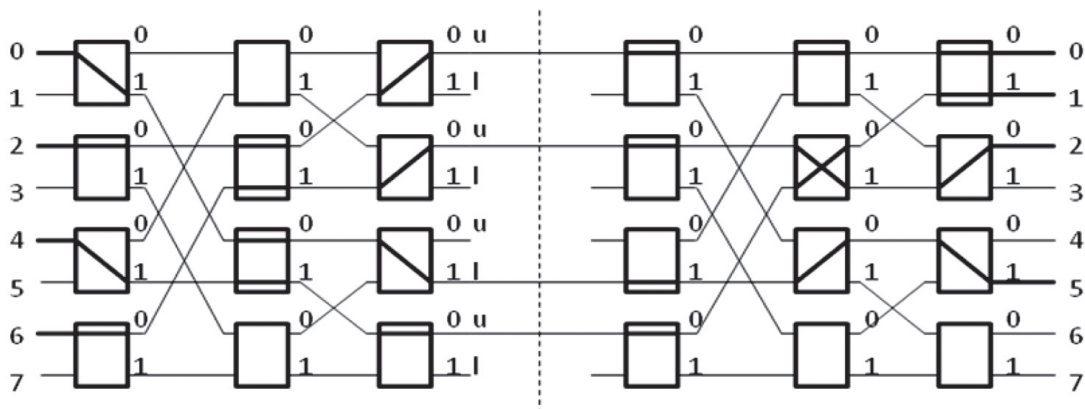 0 0 0 0 u 0 0 0 0
1 1 1 1 l 1 1 1 1
2 0 0 0 u 0 0 0 2
3 1 1 1 l 1 1 1 3
4 0 0 0 u 0 0 0 4
5 1 1 1 l 1 1 1 5
6 0 0 0 u 0 0 0 6
7 1 1 1 l 1 1 1 7